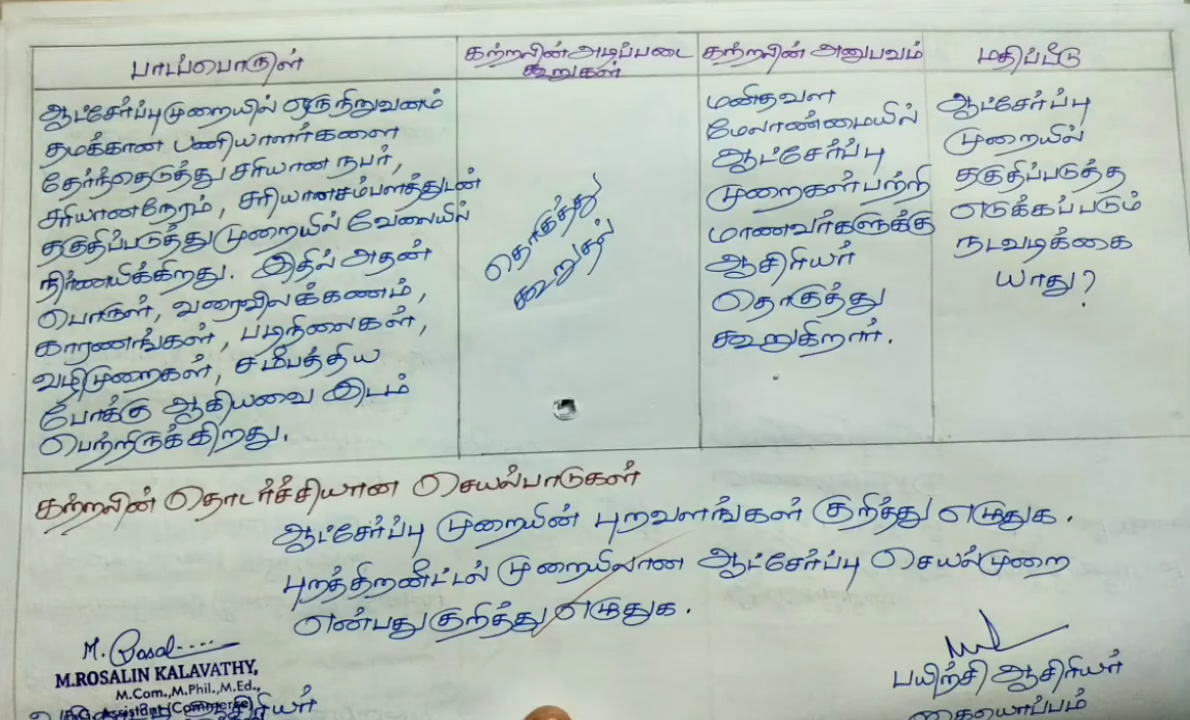 பாடப்பொருள்
கற்றலின் அடிப்படை
கூறுகள்
கற்றலின் அனுபவம்
மதிப்பீடு
ஆட்சேர்ப்பு முறையில் ஒரு நிறுவனம்
தமக்கான பணியாளர்களை
தேர்ந்தெடுத்து சரியான நபர்,
சரியான நேரம், சரியான சம்பளத்துடன்
தகுதிப்படுத்து முறையில் வேலையில்
நிர்ணயிக்கிறது. இதில் அதன்
பொருள், வரைவிலக்கணம்,
காரணங்கள், படிநிலைகள்,
வழிமுறைகள், சமீபத்திய
போக்கு ஆகியவை இடம்
பெற்றிருக்கிறது.
தொகுத்து
கூறுதல்
மனிதவள
மேலாண்மையில்
ஆட்சேர்ப்பு
முறைகள் பற்றி
மாணவர்களுக்கு
ஆசிரியர்
தொகுத்து
கூறுகிறார்.
ஆட்சேர்ப்பு
முறையில்
தகுதிப்படுத்த
எடுக்கப்படும்
நடவடிக்கை
யாது?
கற்றலின் தொடர்ச்சியான செயல்பாடுகள்
ஆட்சேர்ப்பு முறையின் புறவளங்கள் குறித்து எழுதுக.
புறத்திறனீட்டல் முறையிலான ஆட்சேர்ப்பு செயல்முறை
என்பது குறித்து எழுதுக.
M.ROSALIN KALAVATHY,
M.Com.,M.Phil.,M.Ed.,
Assistant (Commerce)
பயிற்சி ஆசிரியர்
கையொப்பம்